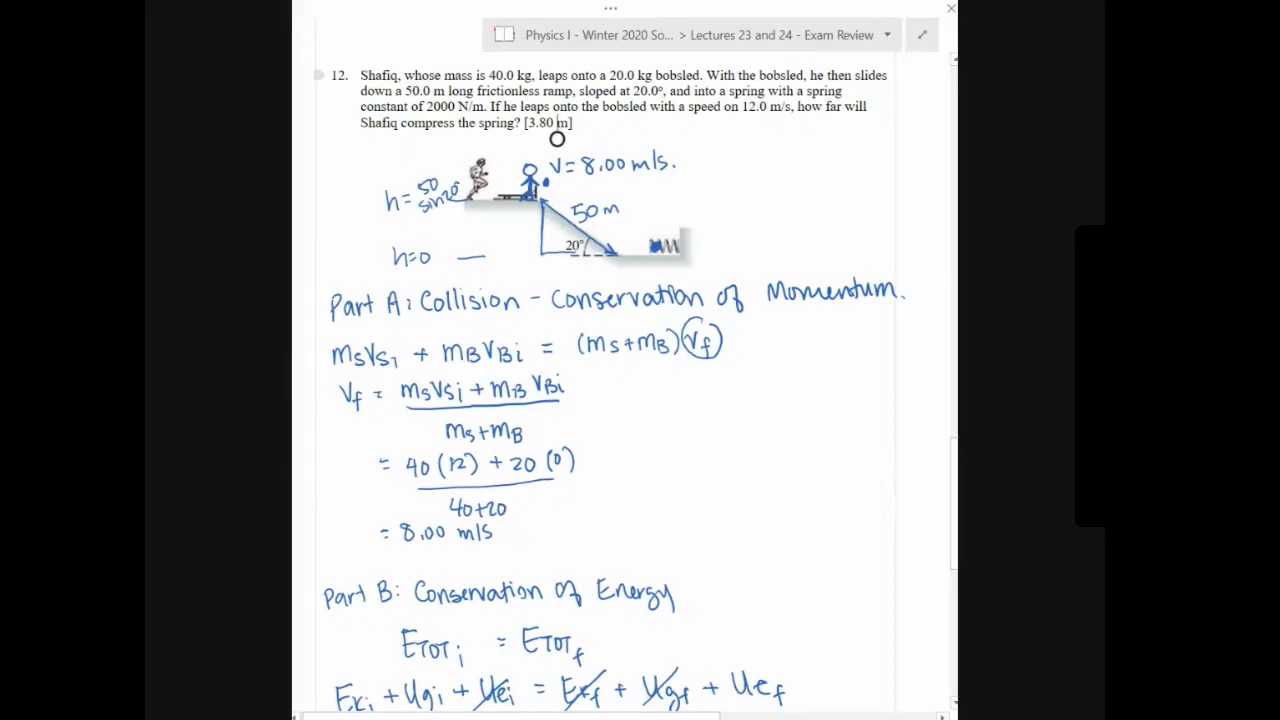 Physics I - Winter 2020 So... > Lectures 23 and 24 - Exam Review
12. Shafiq, whose mass is 40.0 kg, leaps onto a 20.0 kg bobsled. With the bobsled, he then slides
down a 50.0 m long frictionless ramp, sloped at 20.0°, and into a spring with a spring
constant of 2000 N/m. If he leaps onto the bobsled with a speed on 12.0 m/s, how far will
Shafiq compress the spring? [3.80 m]
V = 8.00 m/s.
h = 50 sin20°
50 m
20°
h=0
Part A: Collision - Conservation of Momentum.
msvs1 + mBVBi = (ms+mB) Vf
Vf = msvsi + mB VBi
ms+mB
= 40 (12) + 20 (0)
40+20
= 8.00 m/s
Part B: Conservation of Energy
ETOTi = ETOTf
Eki + Ugi + Uei = Ekf + Ugf + Uef